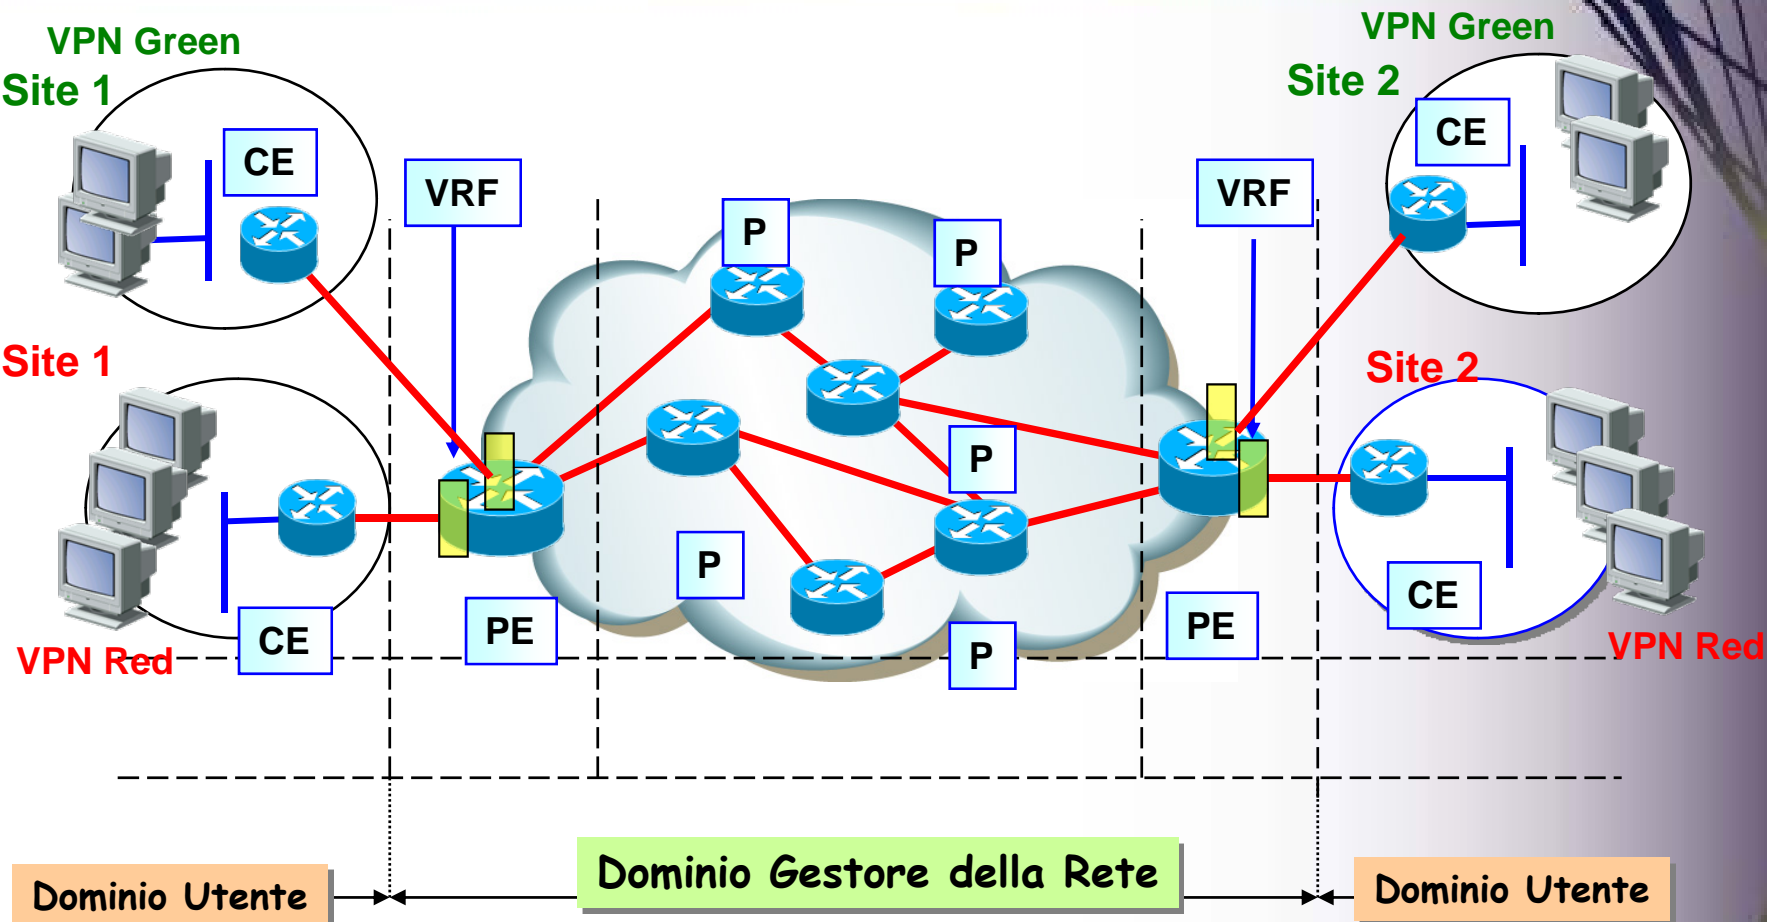 VPN Green
VPN Green
Site 1
Site 2
CE
CE
VRF
VRF
P
P
Site 1
Site 2
P
P
CE
PE
PE
CE
VPN Red
P
VPN Red
Dominio Utente
Dominio Gestore della Rete
Dominio Utente